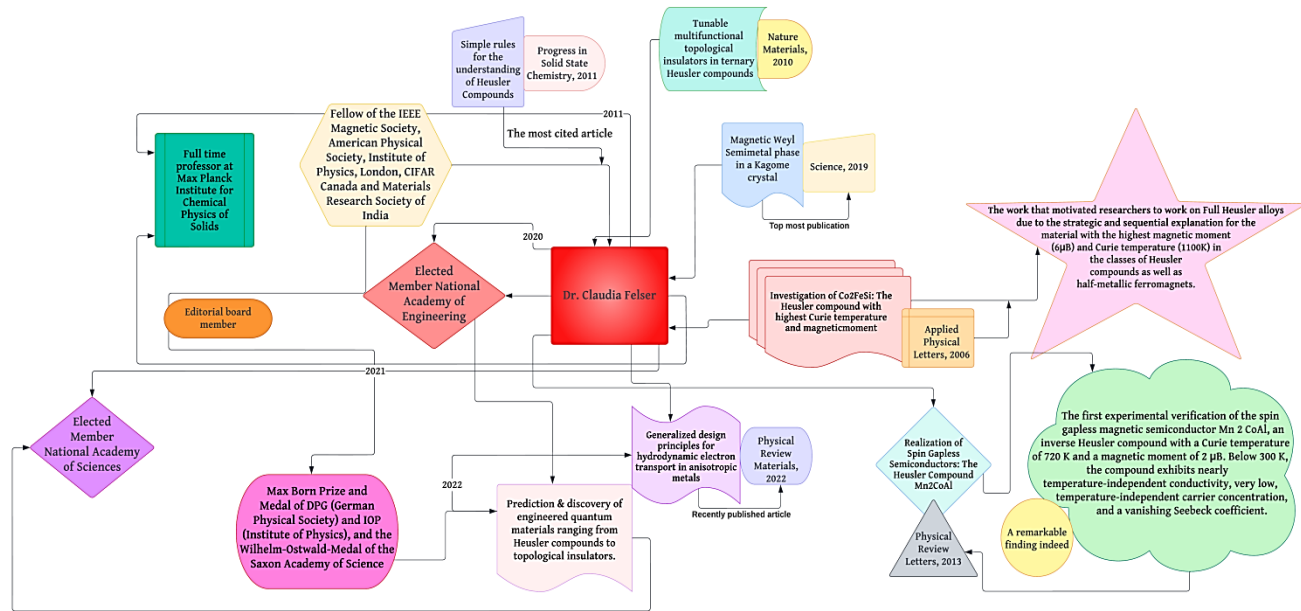 Simple rules
for the
understanding
of Heusler
Compounds
Progress in
Solid State
Chemistry, 2011
Tunable
multifunctional
topological
insulators in ternary
Heusler compounds
Nature
Materials,
2010
2011
The most cited article
Fellow of the IEEE
Magnetic Society,
American Physical
Society, Institute of
Physics, London, CIFAR
Canada and Materials
Research Society of
India
Full time
professor at
Max Planck
Institute for
Chemical
Physics of
Solids
Magnetic Weyl
Semimetal phase
in a Kagome
crystal
Science, 2019
Top most publication
The work that motivated researchers to work on Full Heusler alloys
due to the strategic and sequential explanation for the
material with the highest magnetic moment
(6μB) and Curie temperature (1100K) in
the classes of Heusler
compounds as well as
half-metallic ferromagnets.
2020
Elected
Member National
Academy of
Engineering
Dr. Claudia Felser
Investigation of Co2FeSi: The
Heusler compound with
highest Curie temperature
and magneticmoment
Applied
Physical
Letters, 2006
Editorial board
member
2021
Elected
Member
National Academy
of Sciences
Generalized design
principles for
hydrodynamic electron
transport in anisotropic
metals
Physical
Review
Materials,
2022
Recently published article
Realization of
Spin Gapless
Semiconductors: The
Heusler Compound
Mn2CoAl
Physical
Review
Letters, 2013
The first experimental verification of the spin
gapless magnetic semiconductor Mn 2 CoAl, an
inverse Heusler compound with a Curie temperature
of 720 K and a magnetic moment of 2 μB. Below 300 K,
the compound exhibits nearly
temperature-independent conductivity, very low,
temperature-independent carrier concentration,
and a vanishing Seebeck coefficient.
A remarkable
finding indeed
Max Born Prize and
Medal of DPG (German
Physical Society) and IOP
(Institute of Physics), and the
Wilhelm-Ostwald-Medal of the
Saxon Academy of Science
2022
Prediction & discovery of
engineered quantum
materials ranging from
Heusler compounds to
topological insulators.